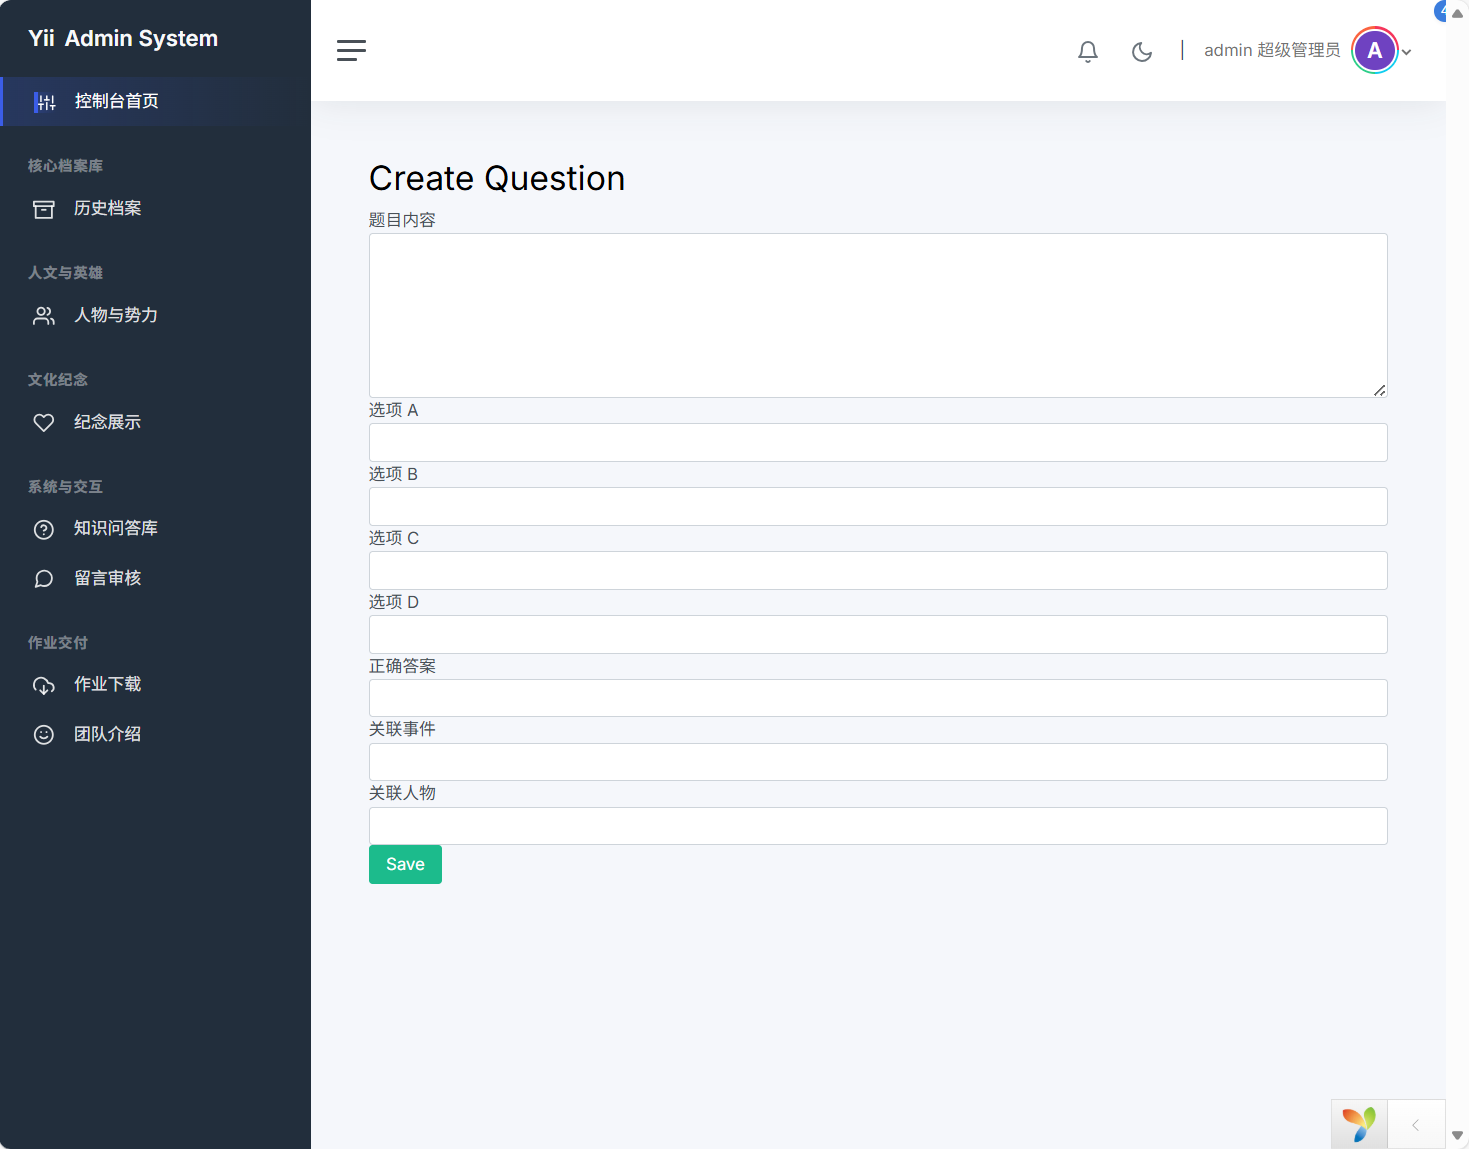 Yii Admin System
控制台首页
核心档案库
历史档案
人文与英雄
人物与势力
文化纪念
纪念展示
系统与交互
知识问答库
留言审核
作业交付
作业下载
团队介绍
admin 超级管理员
A
Create Question
题目内容
选项 A
选项 B
选项 C
选项 D
正确答案
关联事件
关联人物
Save